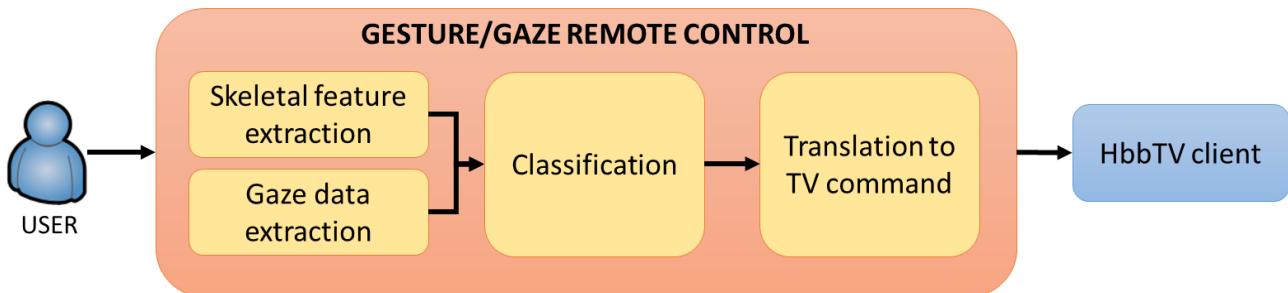 GESTURE/GAZE REMOTE CONTROL
Skeletal feature
extraction
Gaze data
extraction
Classification
Translation to
TV command
HbbTV client
USER